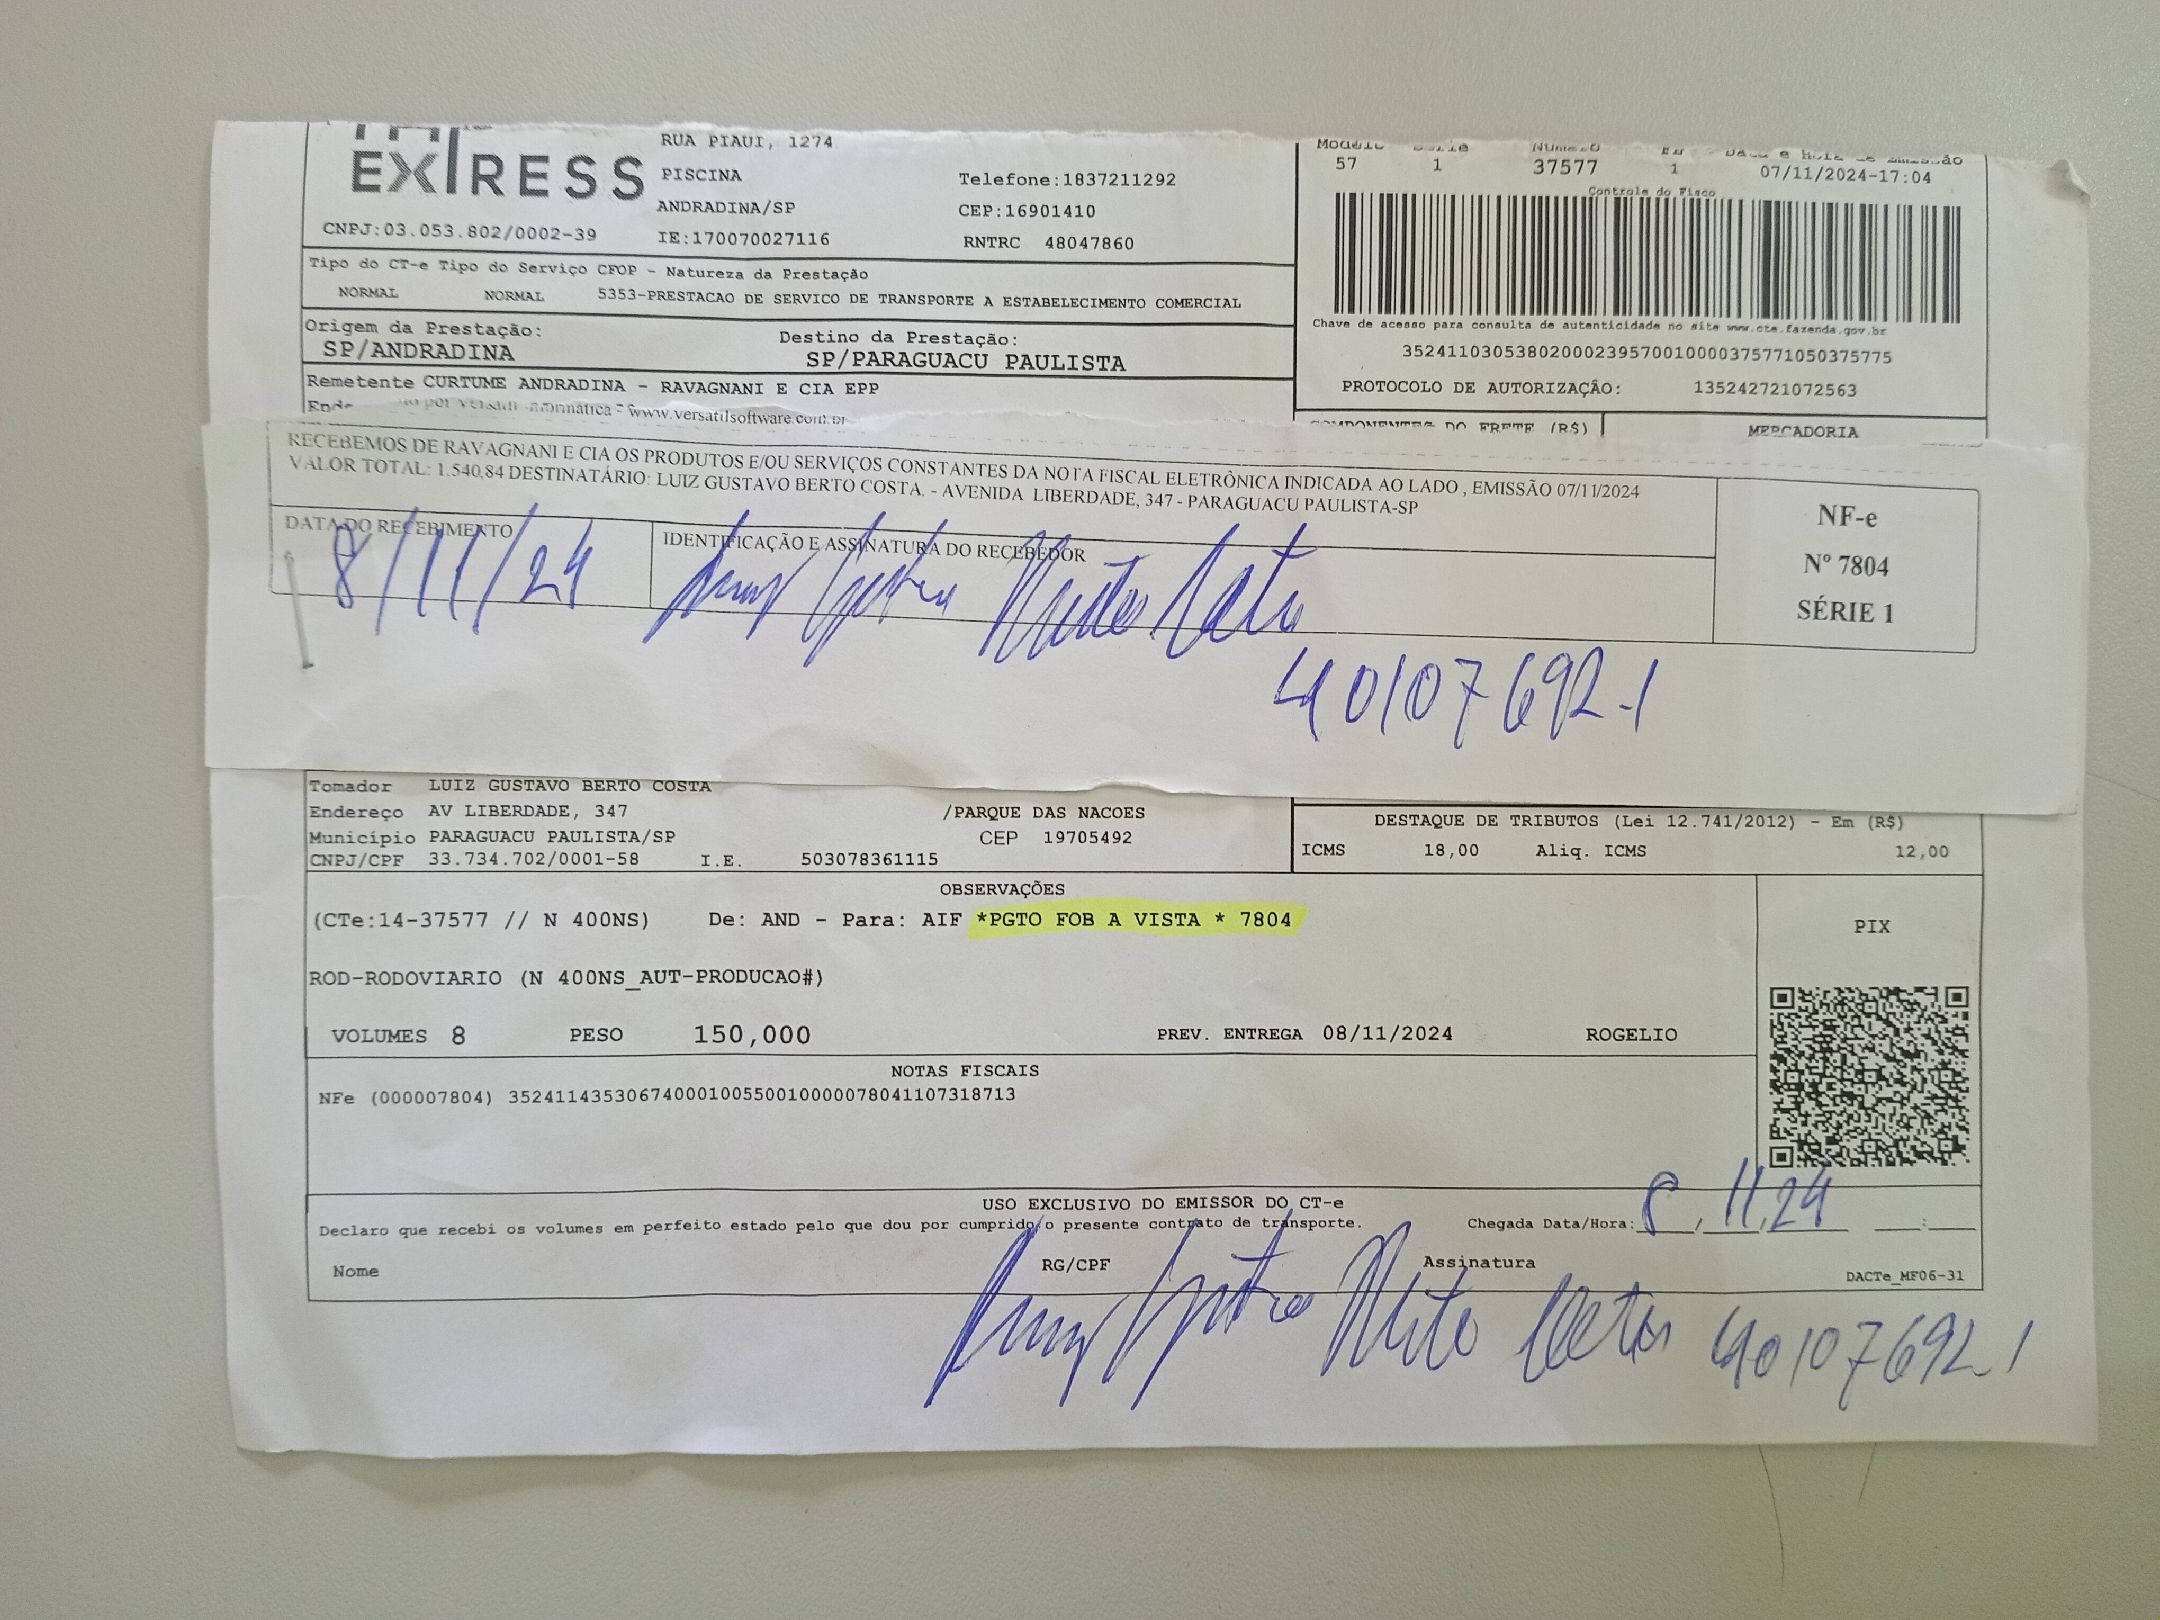 EXPRESS
RUA PIAUI, 1274
PISCINA
ANDRADINA/SP
Telefone:1837211292
CEP:16901410
CNPJ:03.053.802/0002-39
IE:170070027116
RNTRC 48047860
Modelo Série Número
57 1 37577 1 07/11/2024-17:04
Controle do Fisco
Tipo do CT-e Tipo do Serviço CFOP - Natureza da Prestação
NORMAL NORMAL 5353-PRESTACAO DE SERVICO DE TRANSPORTE A ESTABELECIMENTO COMERCIAL
Origem da Prestação: Destino da Prestação:
SP/ANDRADINA SP/PARAGUACU PAULISTA
Chave de acesso para consulta de autenticidade no site www.cte.fazenda.gov.br
35241103053802000239570010000375771050375775
PROTOCOLO DE AUTORIZAÇÃO: 135242721072563
Remetente CURTUME ANDRADINA - RAVAGNANI E CIA EPP
www.versatilsoftware.com.br
COMPONENTES DO FRETE (R$) MERCADORIA
RECEBEMOS DE RAVAGNANI E CIA OS PRODUTOS E/OU SERVIÇOS CONSTANTES DA NOTA FISCAL ELETRÔNICA INDICADA AO LADO , EMISSÃO 07/11/2024
VALOR TOTAL: 1.540,84 DESTINATÁRIO: LUIZ GUSTAVO BERTO COSTA. - AVENIDA LIBERDADE, 347 - PARAGUACU PAULISTA-SP
DATA DO RECEBIMENTO
IDENTIFICAÇÃO E ASSINATURA DO RECEBEDOR
NF-e
Nº 7804
SÉRIE 1
8/11/24
40107692-1
Tomador LUIZ GUSTAVO BERTO COSTA
Endereço AV LIBERDADE, 347 /PARQUE DAS NACOES
Município PARAGUACU PAULISTA/SP CEP 19705492
CNPJ/CPF 33.734.702/0001-58 I.E. 503078361115
DESTAQUE DE TRIBUTOS (Lei 12.741/2012) - Em (R$)
ICMS 18,00 Aliq. ICMS 12,00
OBSERVAÇÕES
(CTe:14-37577 // N 400NS) De: AND - Para: AIF *PGTO FOB A VISTA * 7804
PIX
ROD-RODOVIARIO (N 400NS_AUT-PRODUCAO#)
VOLUMES 8 PESO 150,000 PREV. ENTREGA 08/11/2024 ROGELIO
NOTAS FISCAIS
NFe (000007804) 35241143530674000100550010000078041107318713
USO EXCLUSIVO DO EMISSOR DO CT-e
Declaro que recebi os volumes em perfeito estado pelo que dou por cumprido o presente contrato de transporte.
Chegada Data/Hora: 8/11/24
Nome RG/CPF Assinatura
DACTe_MF06-31
40107692-1